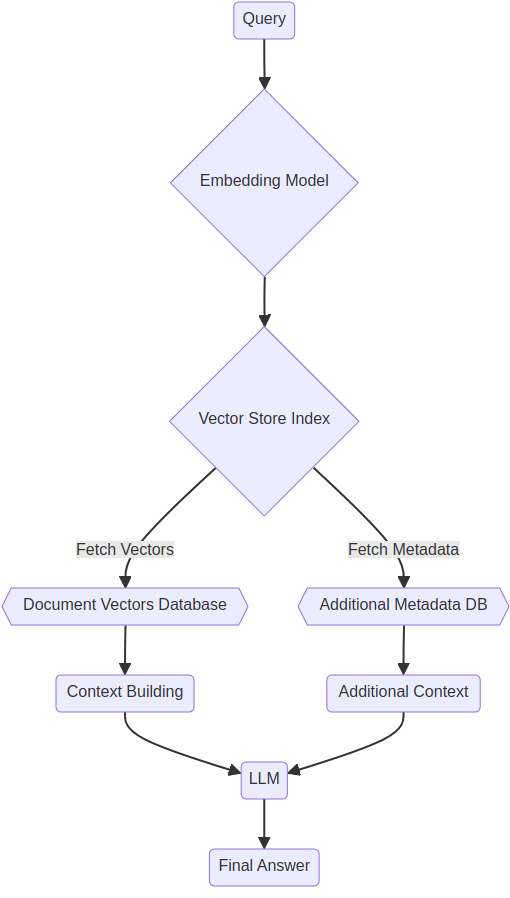 Query
Embedding Model
Vector Store Index
Fetch Vectors
Fetch Metadata
Document Vectors Database
Additional Metadata DB
Context Building
Additional Context
LLM
Final Answer